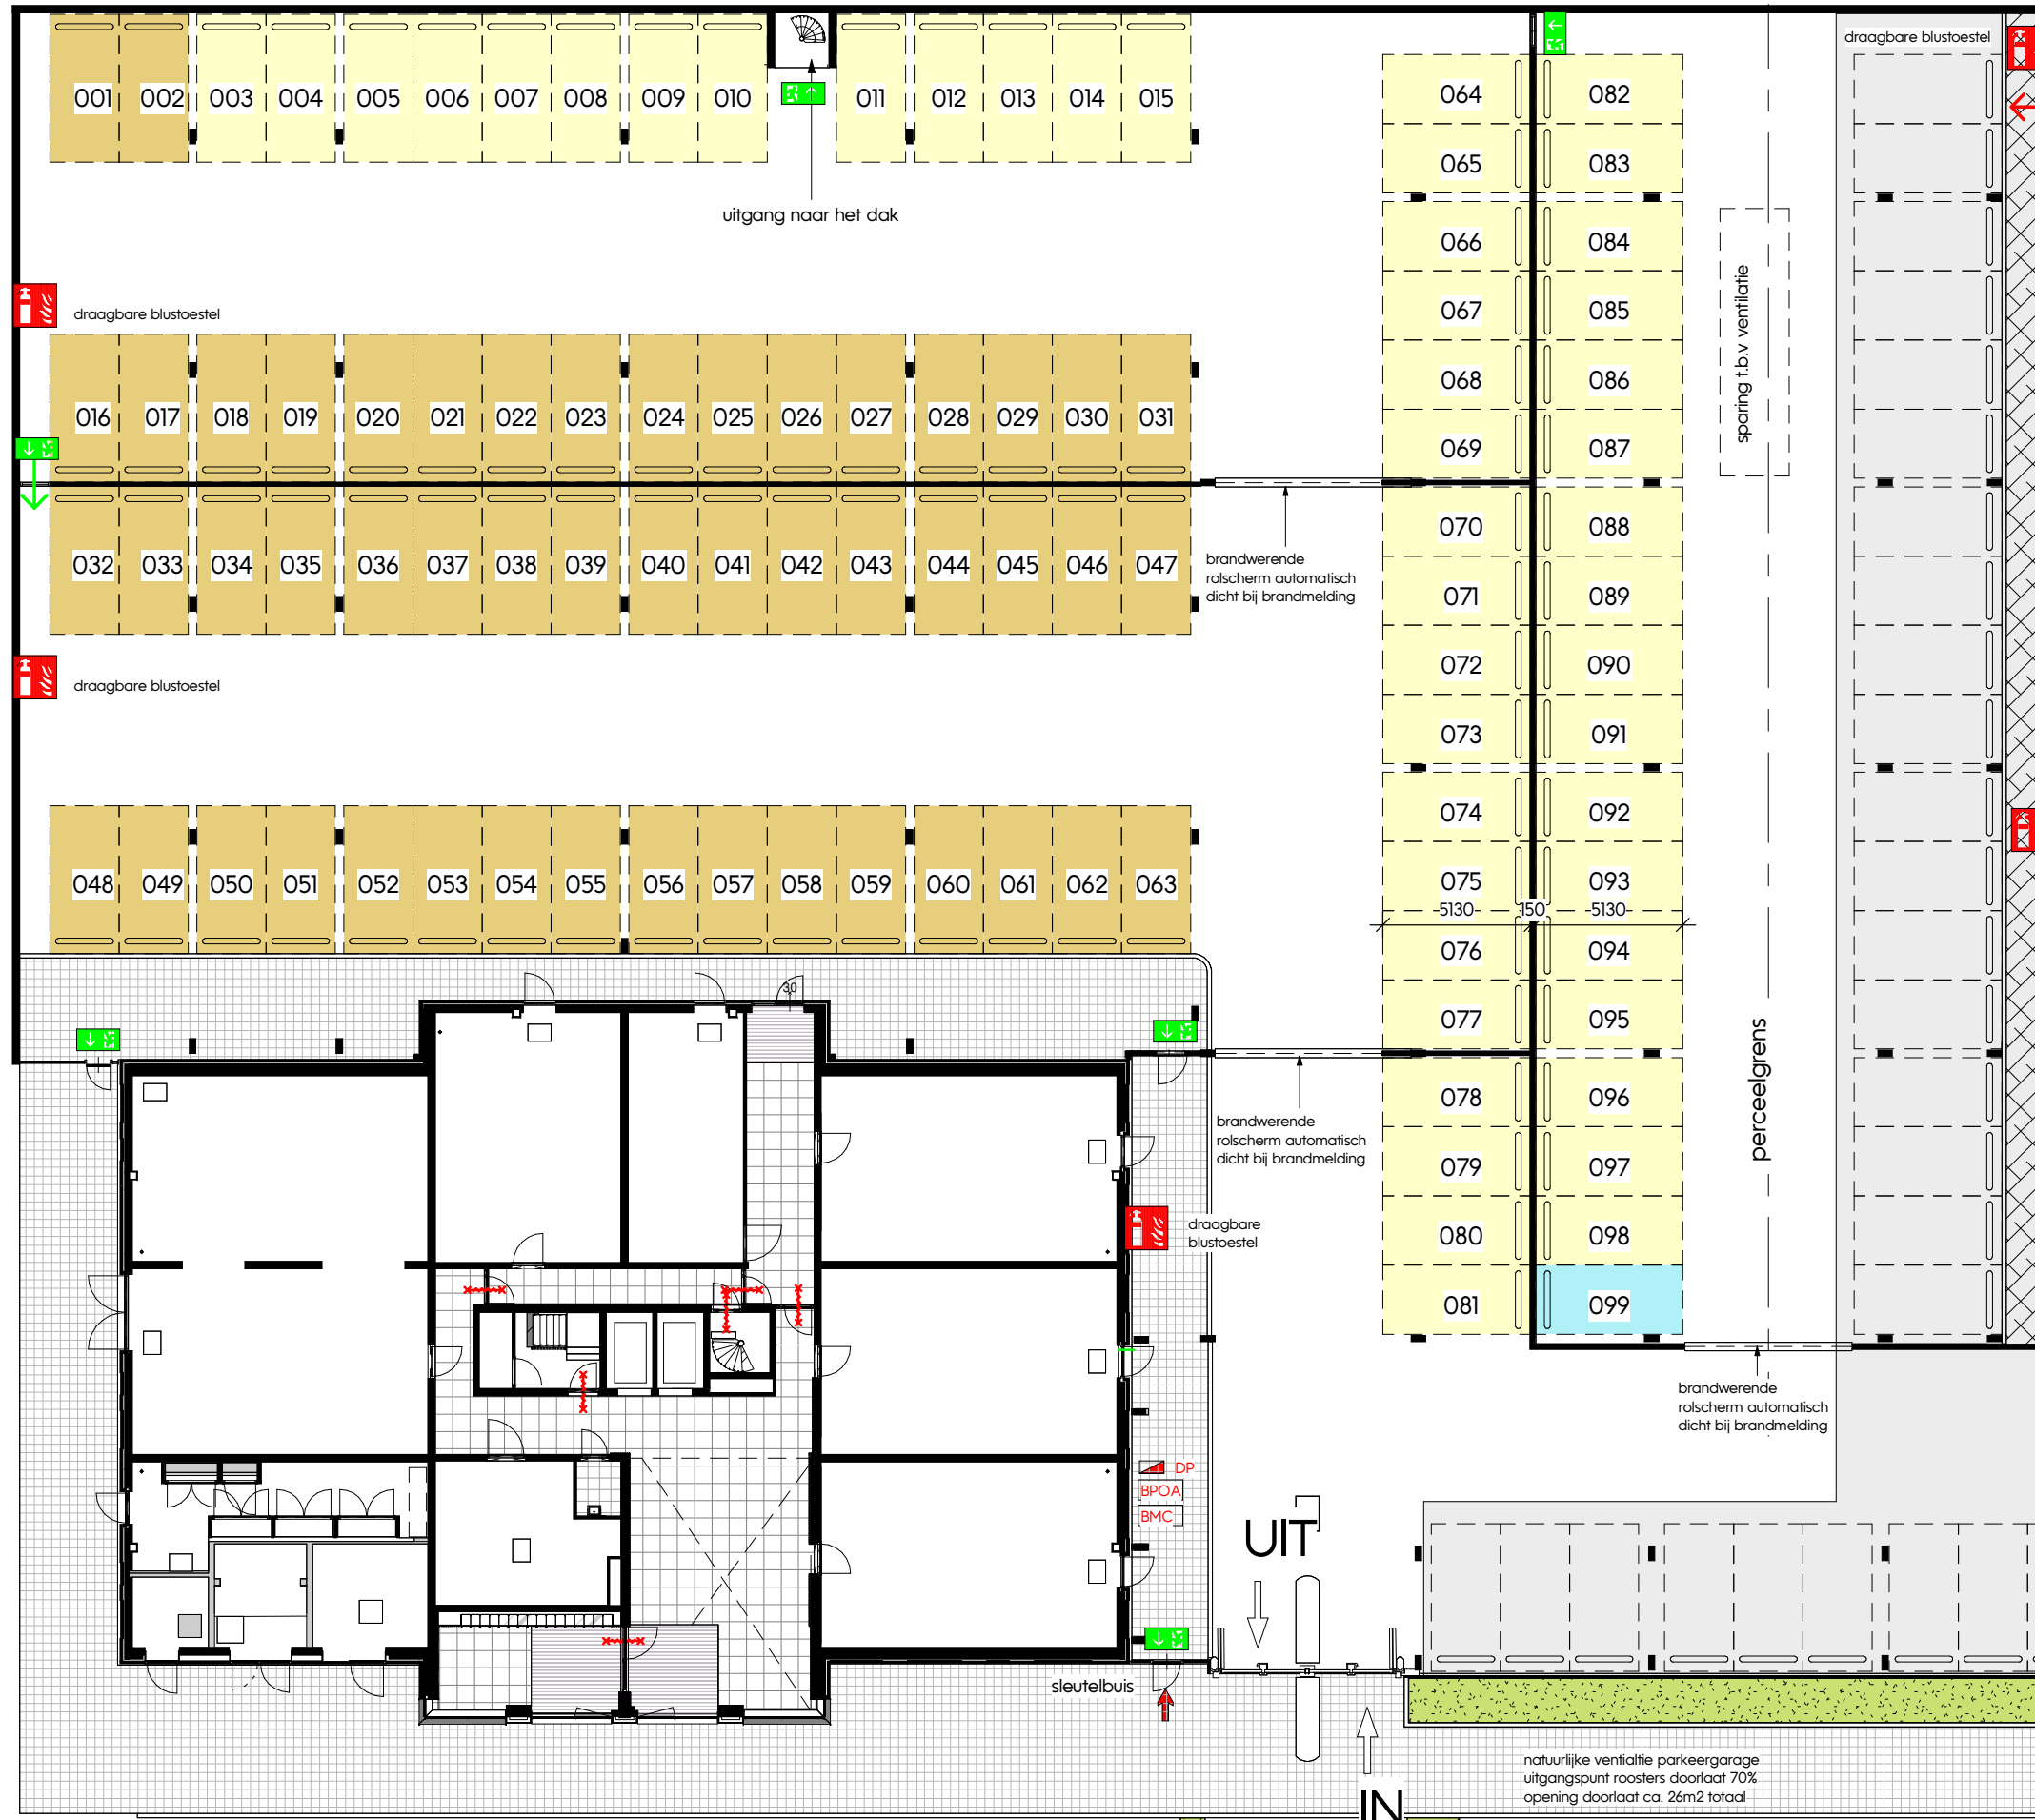 draagbare blustoestel
001 002 003 004 005 006 007 008 009 010 011 012 013 014 015
uitgang naar het dak
draagbare blustoestel
016 017 018 019 020 021 022 023 024 025 026 027 028 029 030 031
032 033 034 035 036 037 038 039 040 041 042 043 044 045 046 047
brandwerende
rolscherm automatisch
dicht bij brandmelding
draagbare blustoestel
048 049 050 051 052 053 054 055 056 057 058 059 060 061 062 063
064 082
065 083
066 084
067 085
068 086
069 087
070 088
071 089
072 090
073 091
074 092
075 093
5130 150 5130
076 094
077 095
078 096
079 097
080 098
081 099
sparing t.b.v ventilatie
perceelgrens
30
brandwerende
rolscherm automatisch
dicht bij brandmelding
draagbare
blustoestel
brandwerende
rolscherm automatisch
dicht bij brandmelding
DP
BPOA
BMC
UIT
sleutelbuis
IN
natuurlijke ventialtie parkeergarage
uitgangspunt roosters doorlaat 70%
opening doorlaat ca. 26m2 totaal